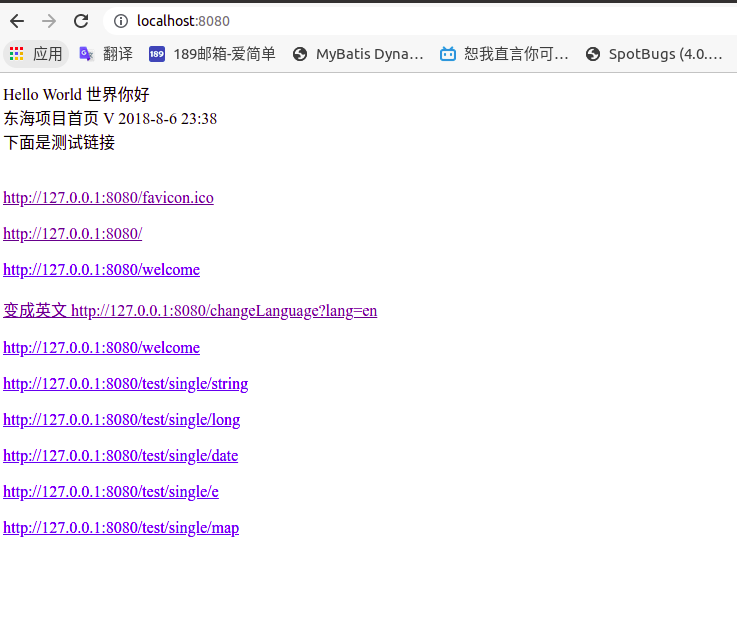 localhost:8080
应用 翻译 189 189邮箱-爱简单 MyBatis Dyna... 恕我直言你可... SpotBugs (4.0....
Hello World 世界你好
东海项目首页 V 2018-8-6 23:38
下面是测试链接
http://127.0.0.1:8080/favicon.ico
http://127.0.0.1:8080/
http://127.0.0.1:8080/welcome
变成英文 http://127.0.0.1:8080/changeLanguage?lang=en
http://127.0.0.1:8080/welcome
http://127.0.0.1:8080/test/single/string
http://127.0.0.1:8080/test/single/long
http://127.0.0.1:8080/test/single/date
http://127.0.0.1:8080/test/single/e
http://127.0.0.1:8080/test/single/map